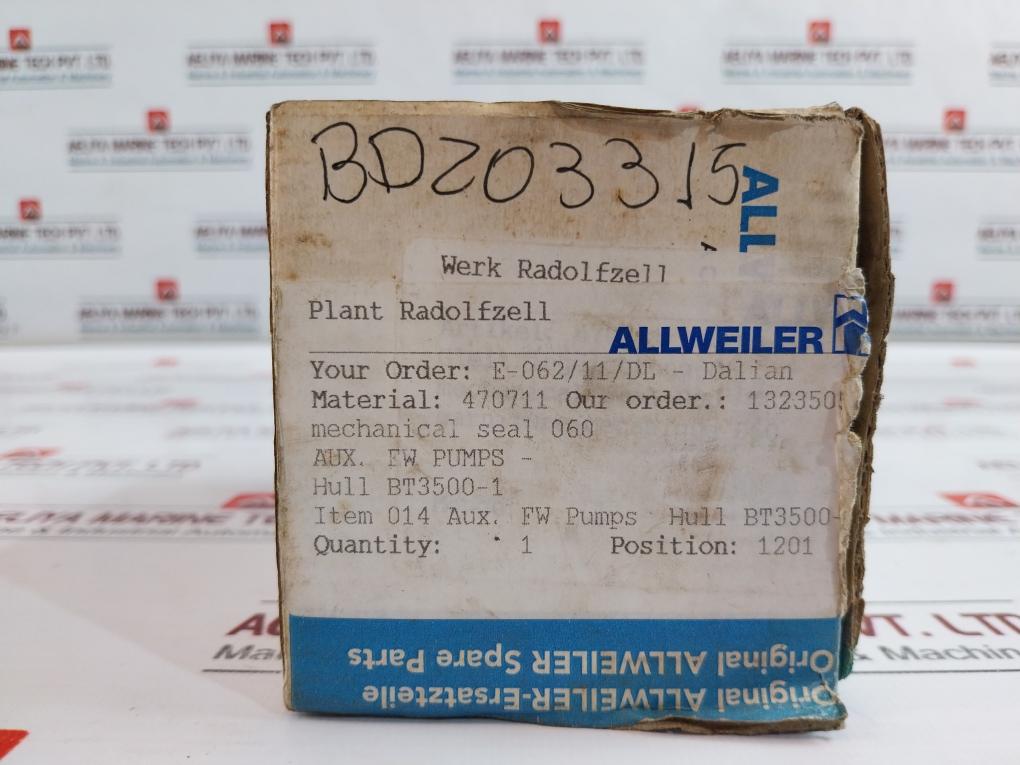 BD2033 15
ALL
Werk Radolfzell
Plant Radolfzell
ALLWEILER
Your Order: E-062/11/DL - Dalian
Material: 470711 Our order.: 132350
mechanical seal 060
AUX. FW PUMPS -
Hull BT3500-1
Item 014 Aux. FW Pumps Hull BT3500-
Quantity: 1 Position: 1201
Original ALLWEILER Spare Parts
Original ALLWEILER-Ersatzteile